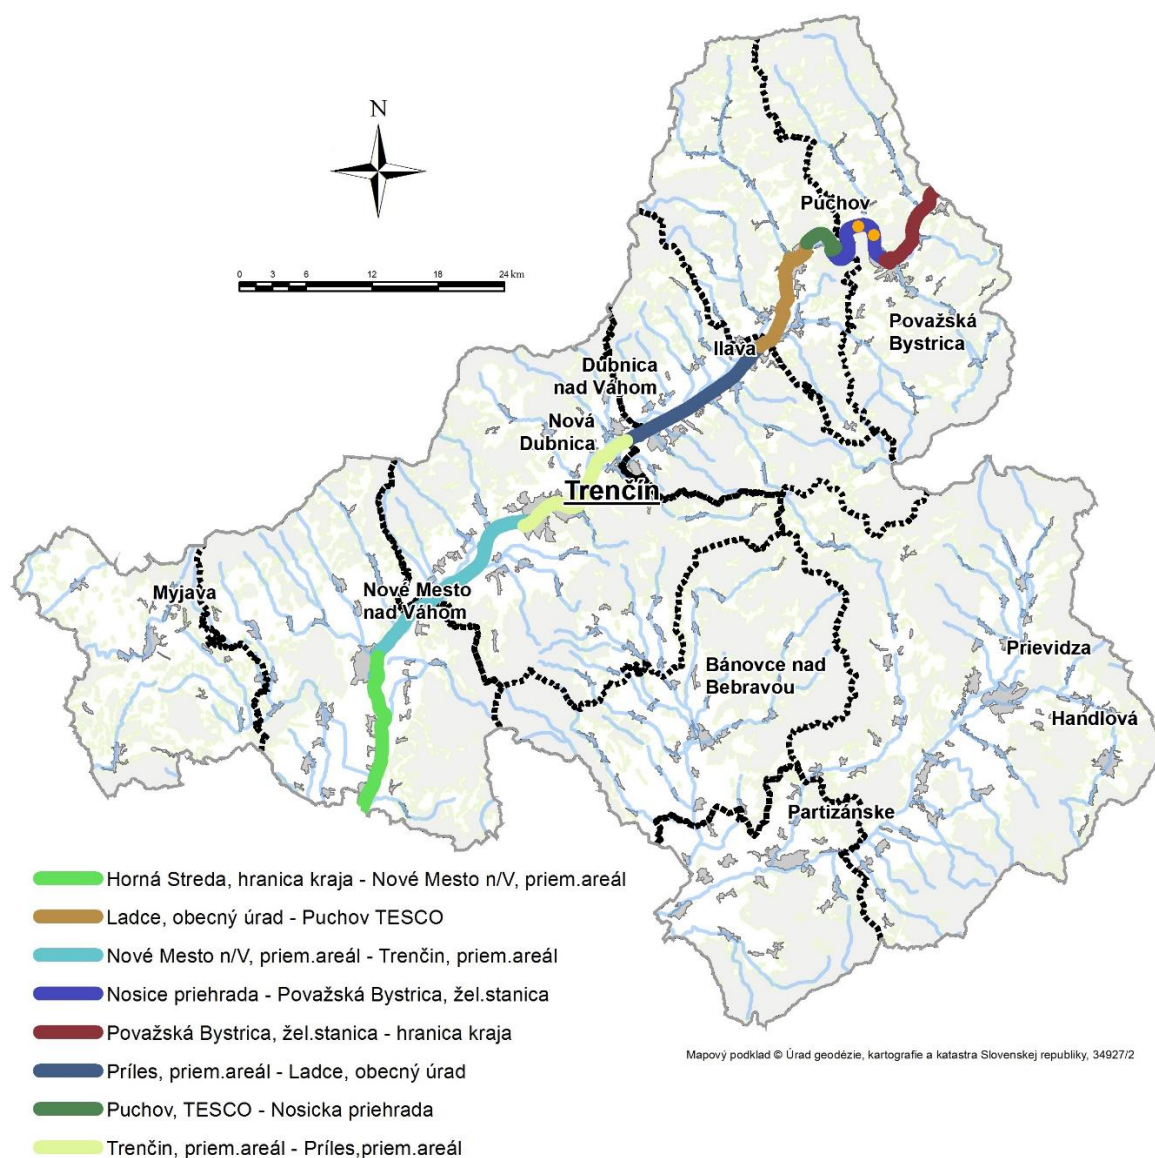 N
0 3 6 12 18 24 km
Púchov
Považská
Bystrica
Ilava
Dubnica
nad Váhom
Nová
Dubnica
Trenčín
Myjava
Nové Mesto
nad Váhom
Bánovce nad
Bebravou
Prievidza
Handlová
Partizánske
Horná Streda, hranica kraja - Nové Mesto n/V, priem.areál
Ladce, obecný úrad - Puchov TESCO
Nové Mesto n/V, priem.areál - Trenčin, priem.areál
Nosice priehrada - Považská Bystrica, žel.stanica
Považská Bystrica, žel.stanica - hranica kraja
Príles, priem.areál - Ladce, obecný úrad
Puchov, TESCO - Nosicka priehrada
Trenčin, priem.areál - Príles,priem.areál
Mapový podklad © Úrad geodézie, kartografie a katastra Slovenskej republiky, 34927/2